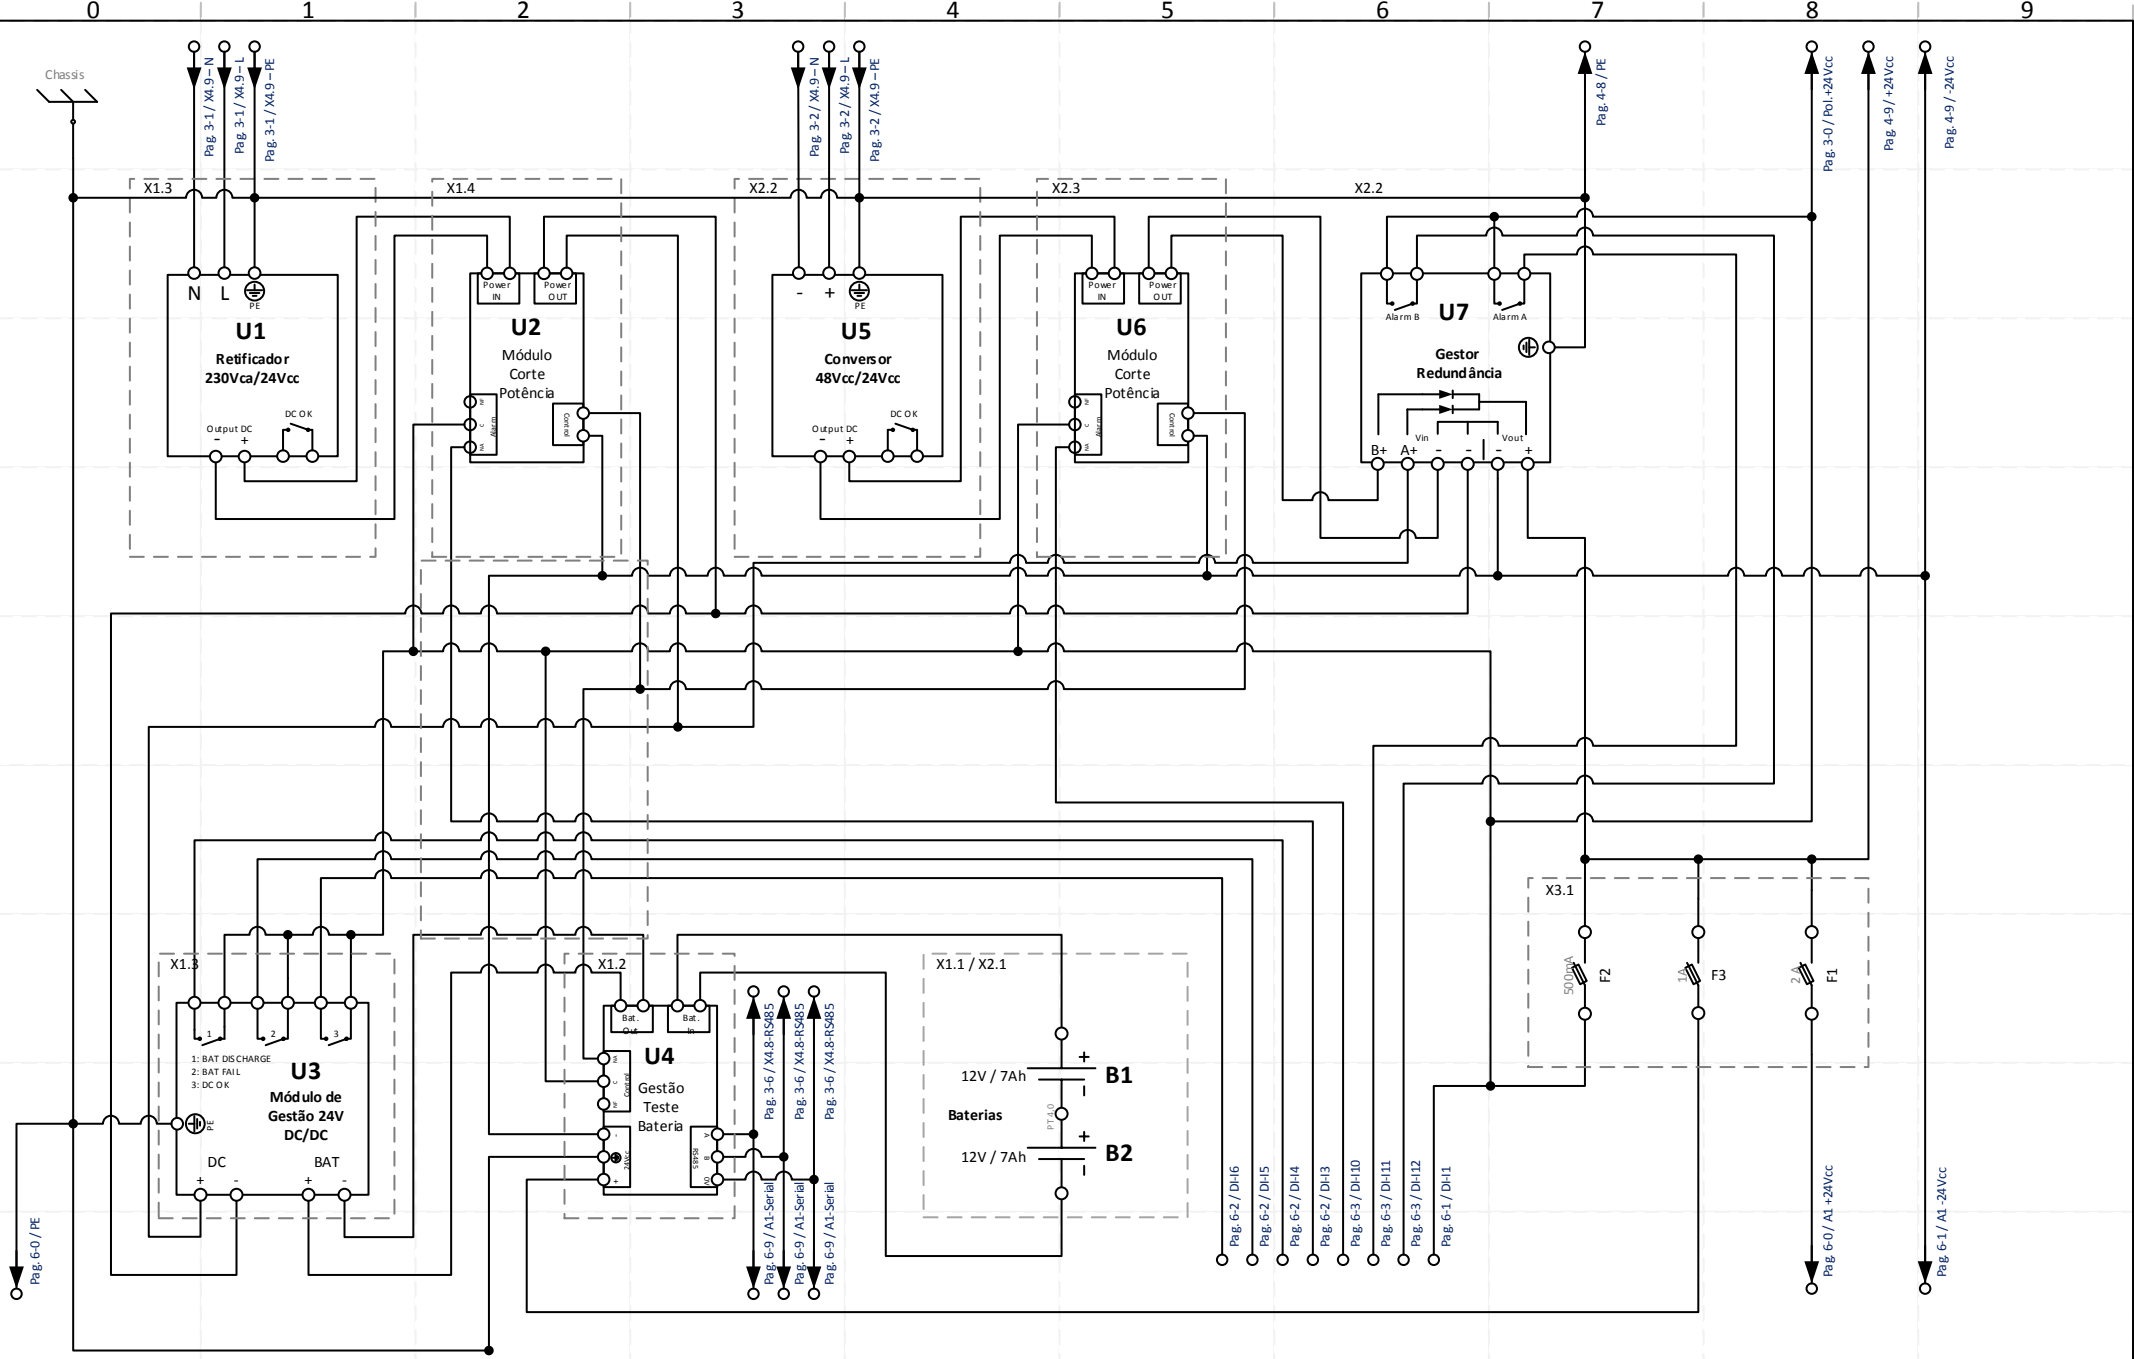 0 1 2 3 4 5 6 7 8 9
Chassis
Pag. 3-1 / X4.9 – N
Pag. 3-1 / X4.9 – L
Pag. 3-1 / X4.9 – PE
Pag. 3-2 / X4.9 – N
Pag. 3-2 / X4.9 – L
Pag. 3-2 / X4.9 – PE
Pag. 4-8 / PE
Pag. 3-0 / Pol.+24Vcc
Pag. 4-9 / +24Vcc
Pag. 4-9 / -24Vcc
X1.3
X1.4
X2.2
X2.3
X2.2
N L
PE
U1
Retificador
230Vca/24Vcc
DC OK
Output DC
- +
Power
IN
Power
OUT
U2
Módulo
Corte
Potência
NF
C
NA
Alarm
Control
- +
PE
U5
Conversor
48Vcc/24Vcc
DC OK
Output DC
- +
Power
IN
Power
OUT
U6
Módulo
Corte
Potência
NF
C
NA
Alarm
Control
Alarm B
U7
Alarm A
Gestor
Redundância
Vin
Vout
B+ A+ - - - +
X3.1
500mA
F2
1A
F3
2A
F1
X1.3
1
2
3
1: BAT DISCHARGE
2: BAT FAIL
3: DC OK
U3
Módulo de
Gestão 24V
DC/DC
PE
DC
BAT
+ - + -
X1.2
Bat.
Out
Bat.
In
U4
NA
C
NF
Control
Gestão
Teste
Bateria
-
+
24Vcc
A
B
0V
RS485
Pag. 3-6 / X4.8-RS485
Pag. 3-6 / X4.8-RS485
Pag. 3-6 / X4.8-RS485
Pag. 6-9 / A1-Serial
Pag. 6-9 / A1-Serial
Pag. 6-9 / A1-Serial
X1.1 / X2.1
+
12V / 7Ah
B1
Baterias
PT 4.0
+
12V / 7Ah
B2
Pag. 6-2 / DI-I6
Pag. 6-2 / DI-I5
Pag. 6-2 / DI-I4
Pag. 6-2 / DI-I3
Pag. 6-3 / DI-I10
Pag. 6-3 / DI-I11
Pag. 6-3 / DI-I12
Pag. 6-1 / DI-I1
Pag. 6-0 / A1 +24Vcc
Pag. 6-1 / A1 -24Vcc
Pag. 6-0 / PE